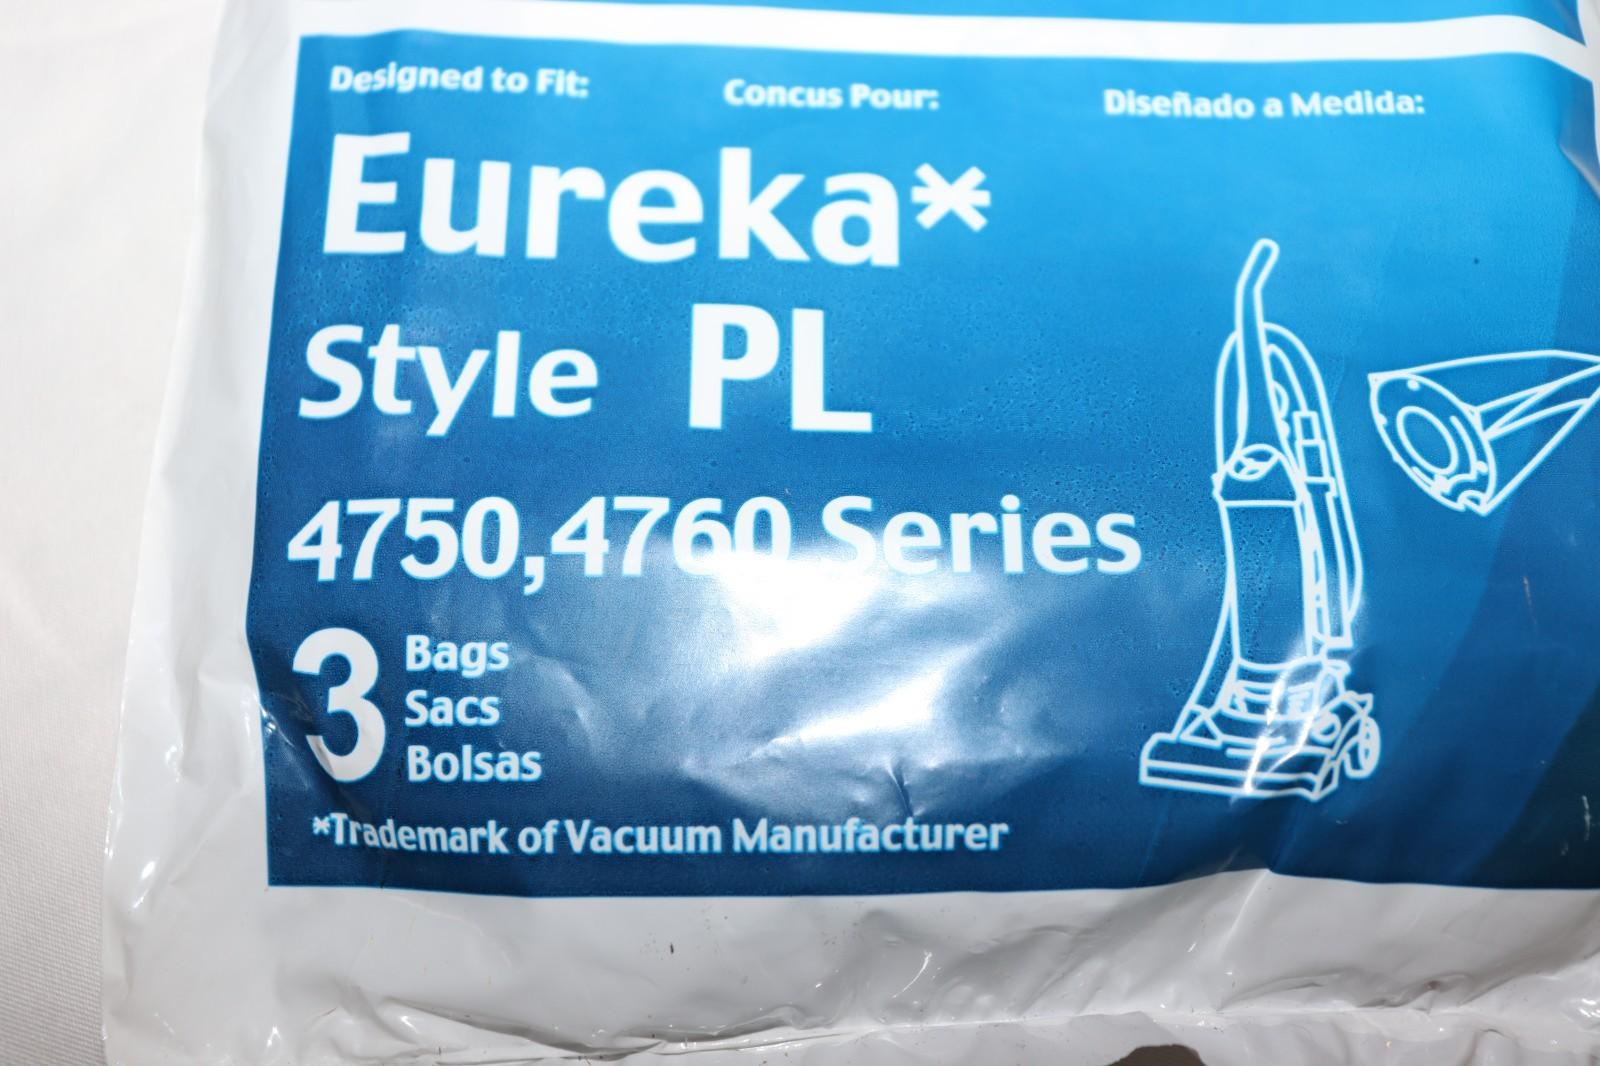 Designed to Fit: Concus Pour: Diseñado a Medida:
Eureka*
Style PL
4750,4760 Series
3 Bags
Sacs
Bolsas
*Trademark of Vacuum Manufacturer